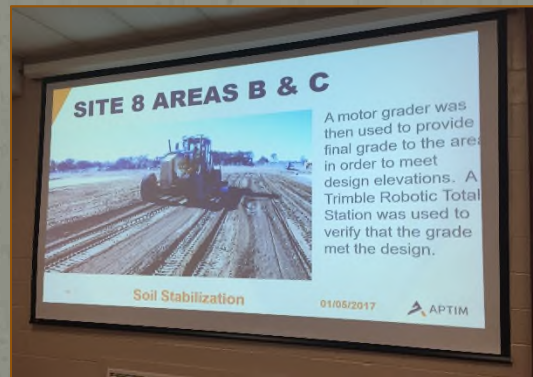 SITE 8 AREAS B & C
A motor grader was
then used to provide
final grade to the area
in order to meet
design elevations. A
Trimble Robotic Total
Station was used to
verify that the grade
met the design.
Soil Stabilization
01/05/2017
APTIM